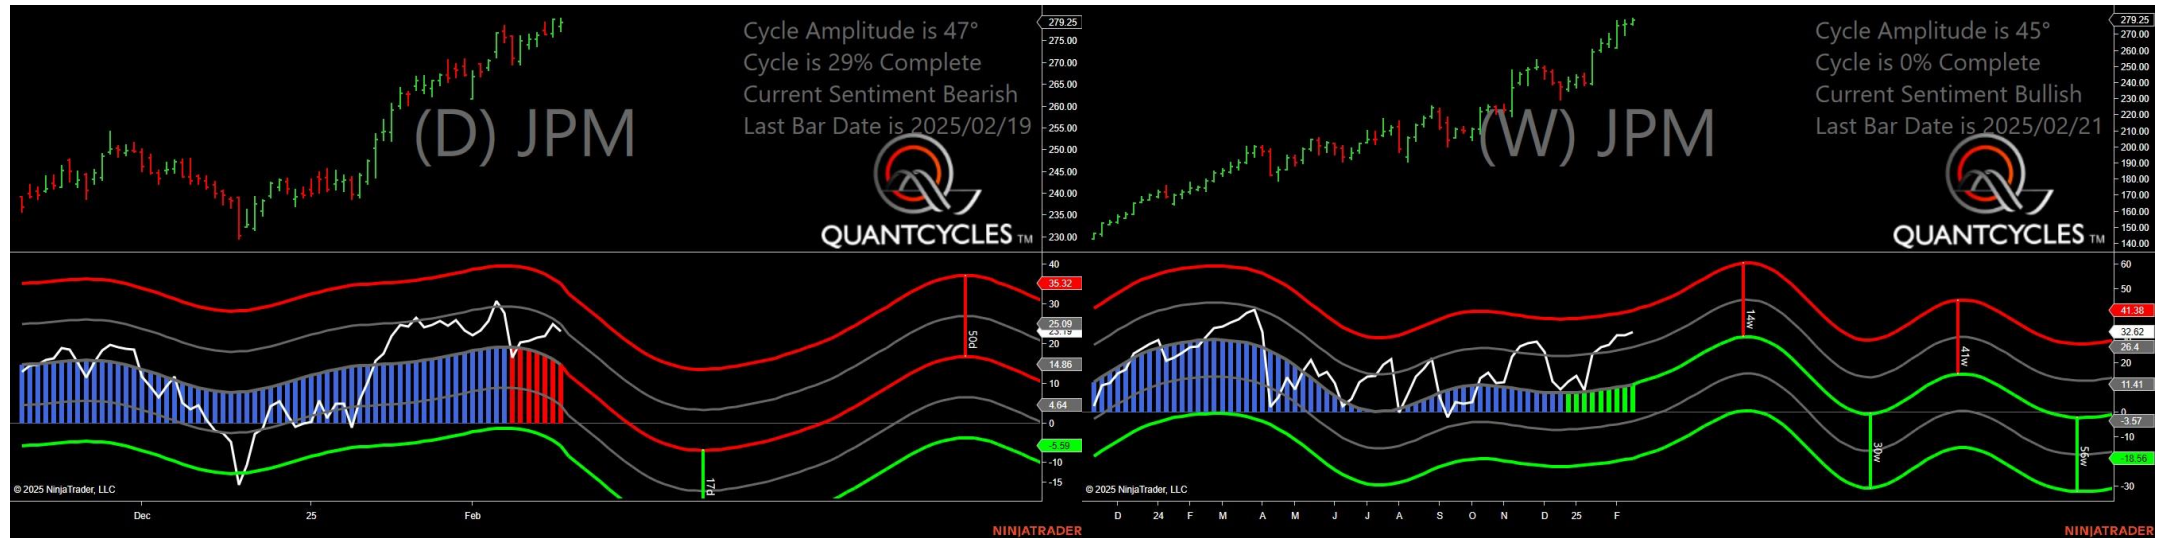 Cycle Amplitude is 47°
Cycle is 29% Complete
Current Sentiment Bearish
Last Bar Date is 2025/02/19
(D) JPM
QUANTCYCLES TM
279.25
275.00
270.00
265.00
260.00
255.00
250.00
245.00
240.00
235.00
230.00
40
35.32
30
25.09
23.19
20
14.86
10
4.64
0
-5.59
-10
-15
50d
17d
© 2025 NinjaTrader, LLC
Dec
25
Feb
NINJATRADER
Cycle Amplitude is 45°
Cycle is 0% Complete
Current Sentiment Bullish
Last Bar Date is 2025/02/21
(W) JPM
QUANTCYCLES TM
279.25
270.00
260.00
250.00
240.00
230.00
220.00
210.00
200.00
190.00
180.00
170.00
160.00
150.00
140.00
60
50
41.38
32.62
26.4
11.41
0
-3.57
-10
-18.56
-30
14w
41w
30w
56w
© 2025 NinjaTrader, LLC
D 24 F M A M J J A S O N D 25 F
NINJATRADER